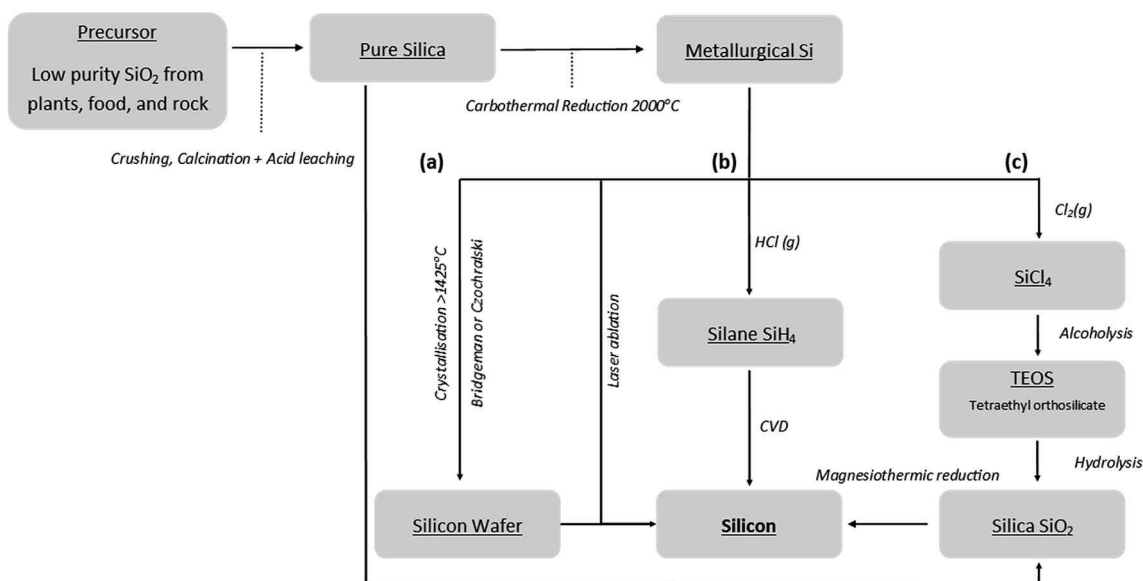 Precursor
Low purity SiO₂ from
plants, food, and rock
Pure Silica
Metallurgical Si
Carbothermal Reduction 2000°C
Crushing, Calcination + Acid leaching
(a)
(b)
(c)
Crystallisation >1425°C
Bridgeman or Czochralski
Laser ablation
HCl (g)
Cl₂(g)
Silane SiH₄
SiCl₄
Alcoholysis
TEOS
Tetraethyl orthosilicate
CVD
Hydrolysis
Magnesiothermic reduction
Silicon Wafer
Silicon
Silica SiO₂